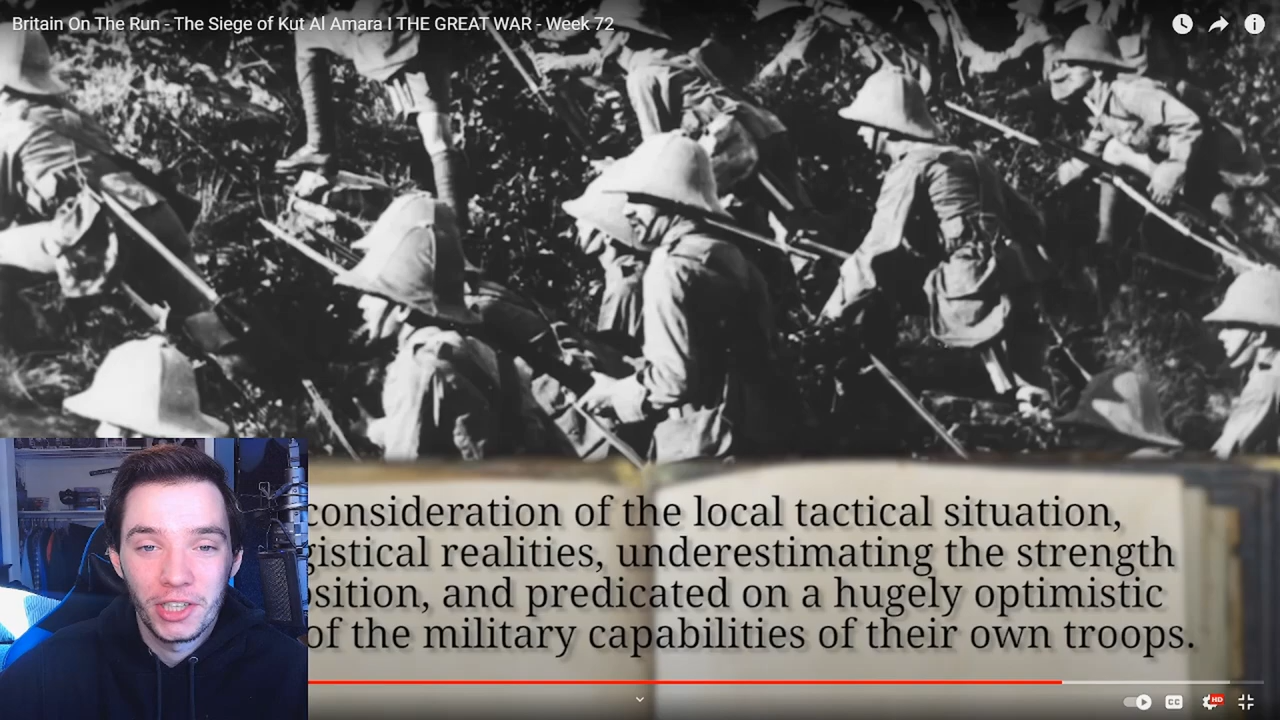 Britain On The Run - The Siege of Kut Al Amara I THE GREAT WAR - Week 72
consideration of the local tactical situation,
gistical realities, underestimating the strength
osition, and predicated on a hugely optimistic
of the military capabilities of their own troops.
CC
HD